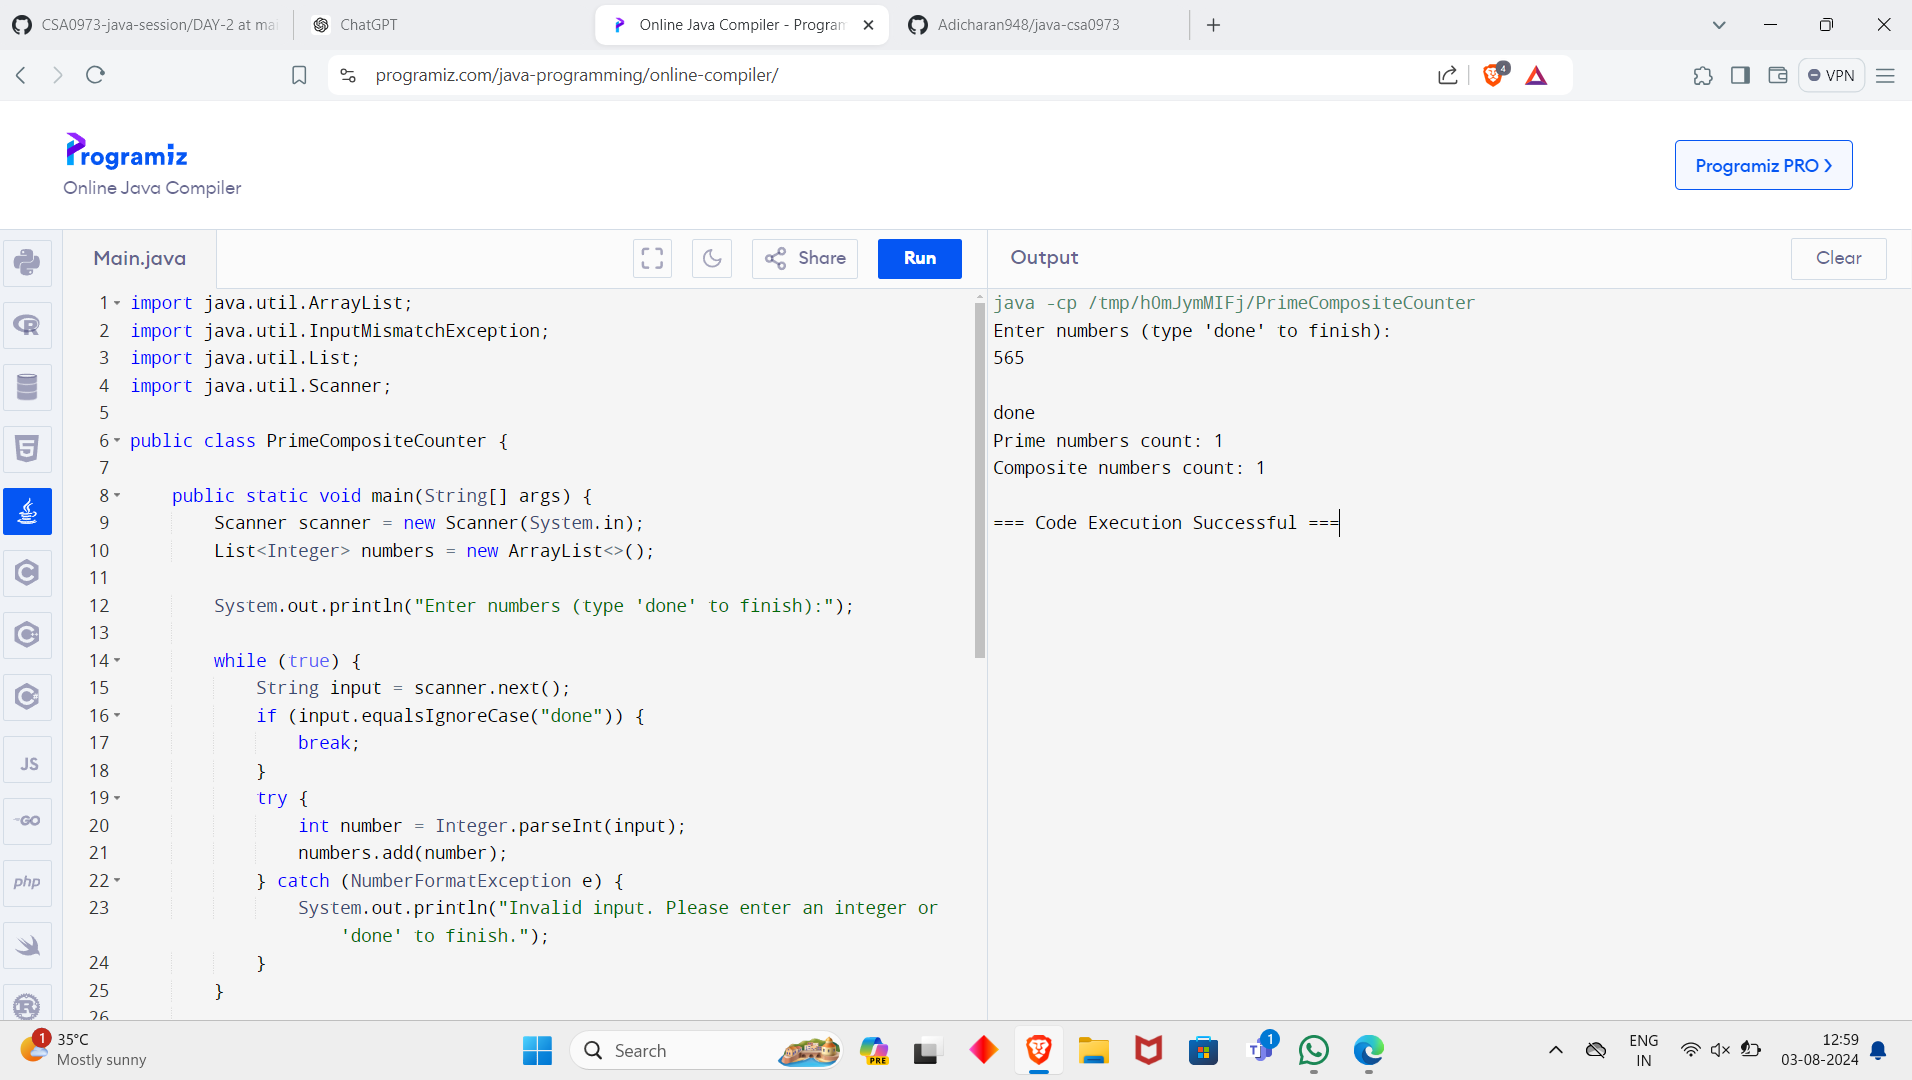 CSA0973-java-session/DAY-2 at mai
ChatGPT
Online Java Compiler - Program
Adicharan948/java-csa0973
programiz.com/java-programming/online-compiler/
4
VPN
Programiz
Online Java Compiler
Programiz PRO
Main.java
Share
Run
Output
Clear
1 import java.util.ArrayList;
2 import java.util.InputMismatchException;
3 import java.util.List;
4 import java.util.Scanner;
5
6 public class PrimeCompositeCounter {
7
8 public static void main(String[] args) {
9 Scanner scanner = new Scanner(System.in);
10 List<Integer> numbers = new ArrayList<>();
11
12 System.out.println("Enter numbers (type 'done' to finish):");
13
14 while (true) {
15 String input = scanner.next();
16 if (input.equalsIgnoreCase("done")) {
17 break;
18 }
19 try {
20 int number = Integer.parseInt(input);
21 numbers.add(number);
22 } catch (NumberFormatException e) {
23 System.out.println("Invalid input. Please enter an integer or
'done' to finish.");
24 }
25 }
26
java -cp /tmp/h0mJymMIFj/PrimeCompositeCounter
Enter numbers (type 'done' to finish):
565
done
Prime numbers count: 1
Composite numbers count: 1
=== Code Execution Successful ===
JS
GO
php
1
35°C
Mostly sunny
Search
PRE
1
ENG
IN
12:59
03-08-2024